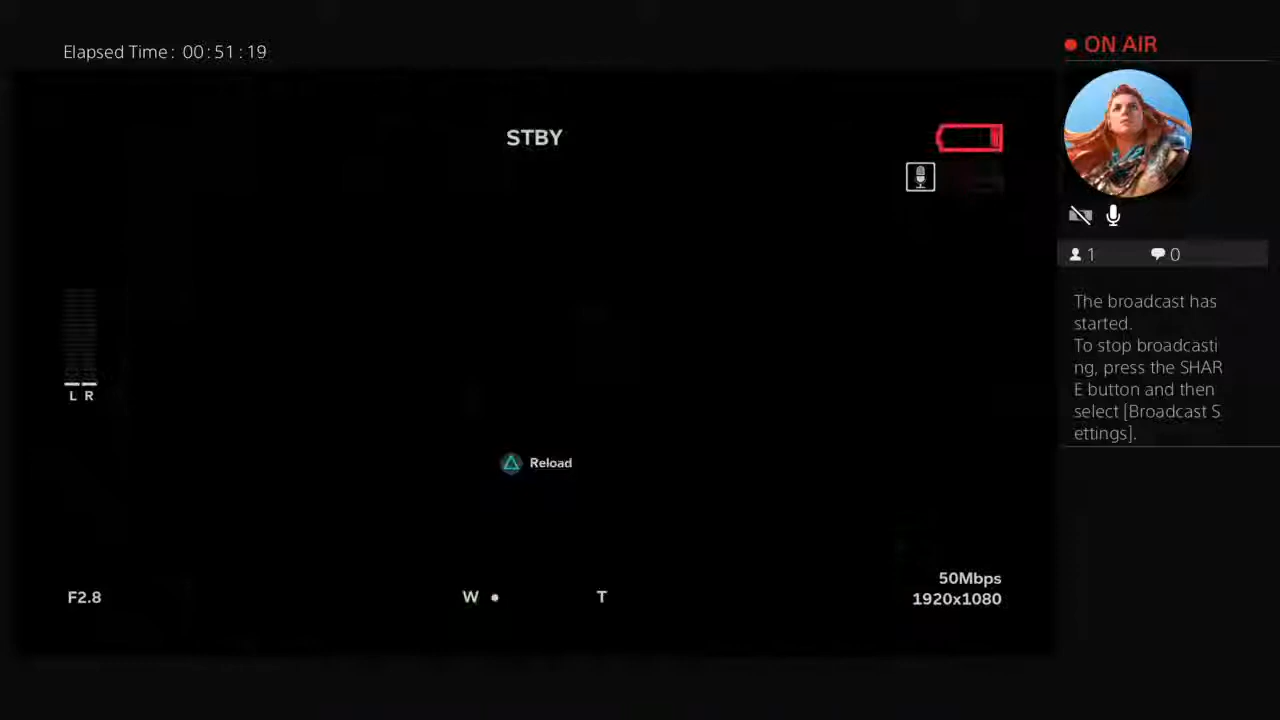 Elapsed Time: 00:51:19
ON AIR
STBY
1
0
The broadcast has
started.
To stop broadcasti
ng, press the SHAR
E button and then
select [Broadcast S
ettings].
L R
Reload
F2.8
W
T
50Mbps
1920x1080